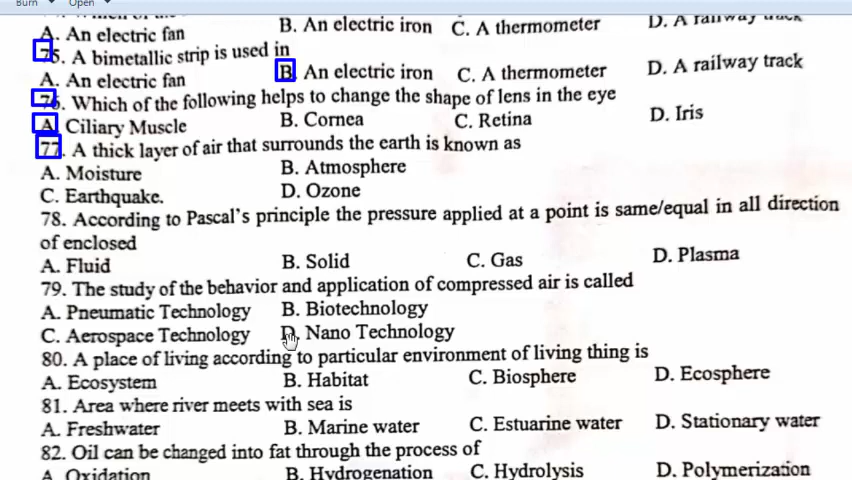 Burn Open
A. An electric fan B. An electric iron C. A thermometer D. A railway track
75. A bimetallic strip is used in
A. An electric fan B. An electric iron C. A thermometer D. A railway track
76. Which of the following helps to change the shape of lens in the eye
A. Ciliary Muscle B. Cornea C. Retina D. Iris
77. A thick layer of air that surrounds the earth is known as
A. Moisture B. Atmosphere
C. Earthquake. D. Ozone
78. According to Pascal's principle the pressure applied at a point is same/equal in all direction
of enclosed
A. Fluid B. Solid C. Gas D. Plasma
79. The study of the behavior and application of compressed air is called
A. Pneumatic Technology B. Biotechnology
C. Aerospace Technology D. Nano Technology
80. A place of living according to particular environment of living thing is
A. Ecosystem B. Habitat C. Biosphere D. Ecosphere
81. Area where river meets with sea is
A. Freshwater B. Marine water C. Estuarine water D. Stationary water
82. Oil can be changed into fat through the process of
A. Oxidation B. Hydrogenation C. Hydrolysis D. Polymerization